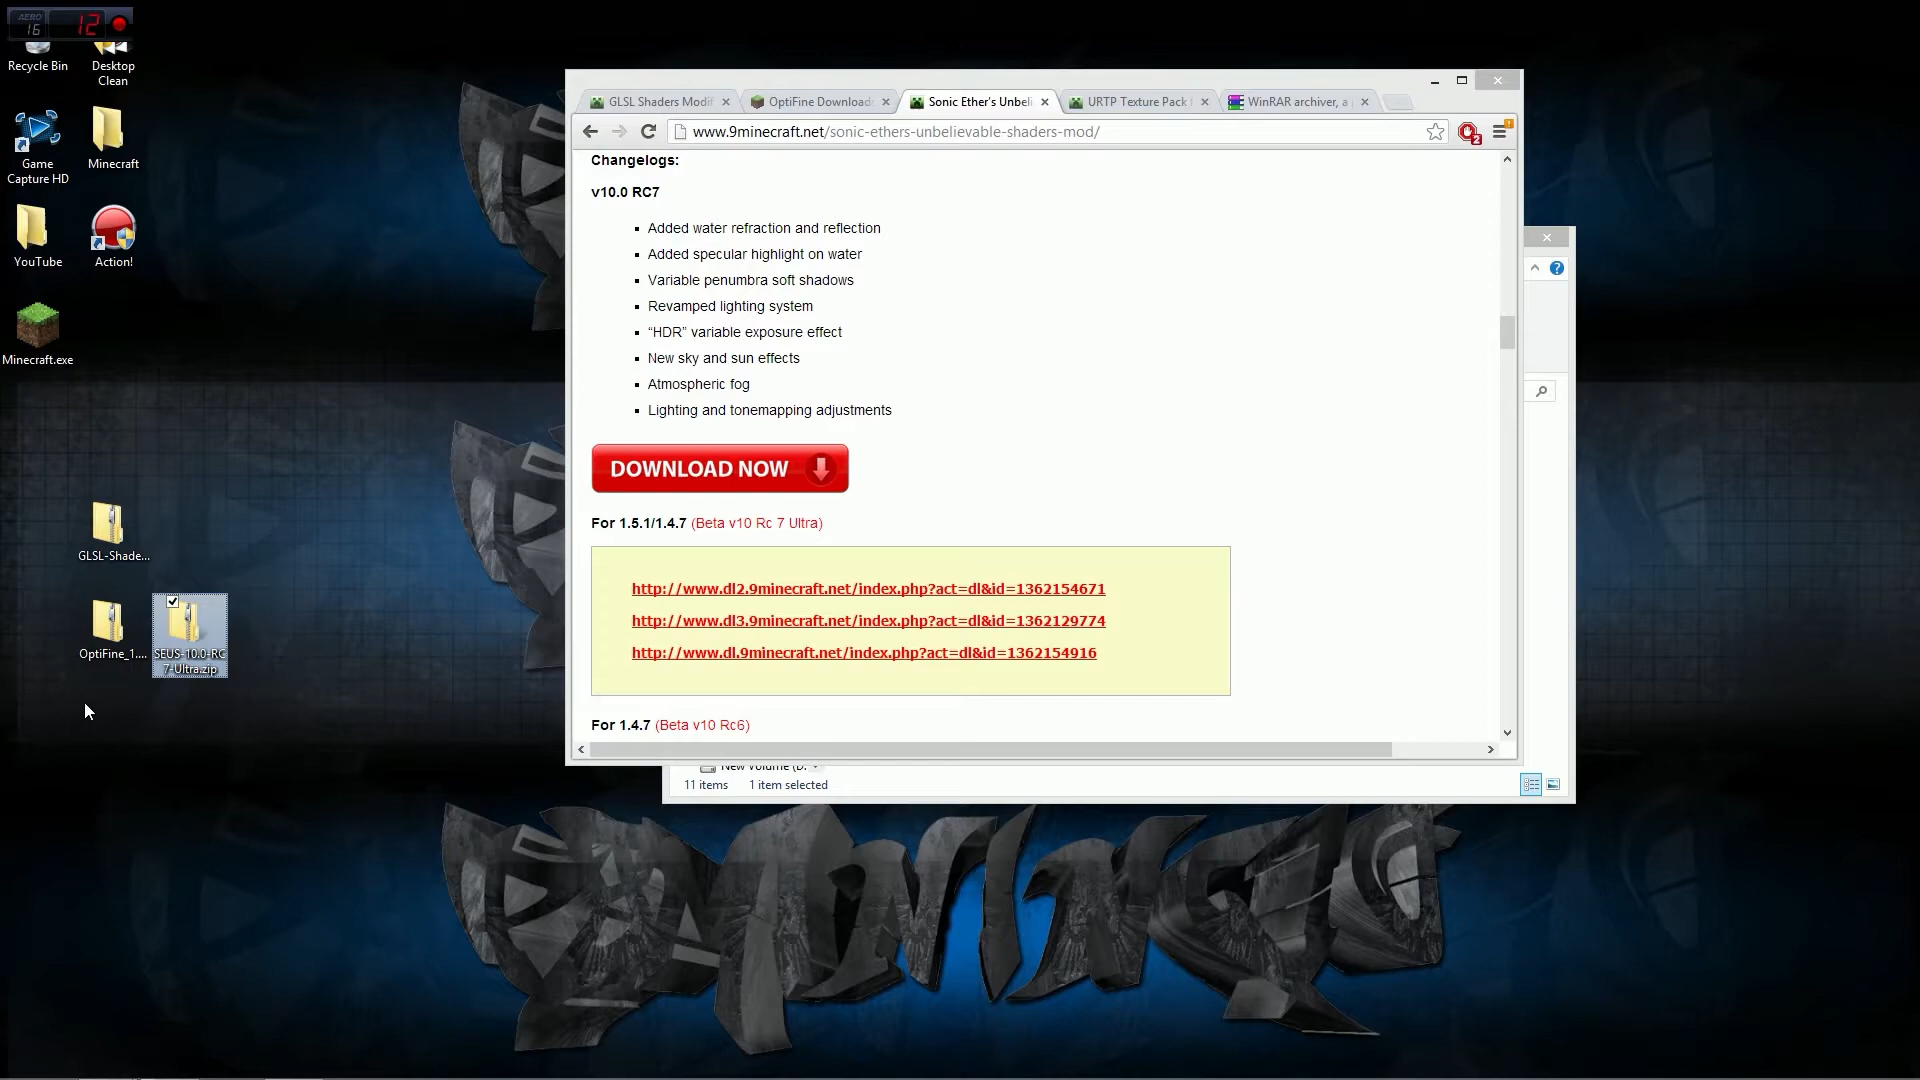 AERO
16
12
Recycle Bin
Desktop
Clean
Game
Capture HD
Minecraft
YouTube
Action!
Minecraft.exe
GLSL-Shade...
OptiFine_1....
SEUS-10.0-RC
7-Ultra.zip
GLSL Shaders Modif
OptiFine Downloads
Sonic Ether's Unbeli
URTP Texture Pack f
WinRAR archiver, a
www.9minecraft.net/sonic-ethers-unbelievable-shaders-mod/
2
Changelogs:
v10.0 RC7
Added water refraction and reflection
Added specular highlight on water
Variable penumbra soft shadows
Revamped lighting system
“HDR” variable exposure effect
New sky and sun effects
Atmospheric fog
Lighting and tonemapping adjustments
DOWNLOAD NOW
For 1.5.1/1.4.7 (Beta v10 Rc 7 Ultra)
http://www.dl2.9minecraft.net/index.php?act=dl&id=1362154671
http://www.dl3.9minecraft.net/index.php?act=dl&id=1362129774
http://www.dl.9minecraft.net/index.php?act=dl&id=1362154916
For 1.4.7 (Beta v10 Rc6)
New Volume (D:
11 items 1 item selected